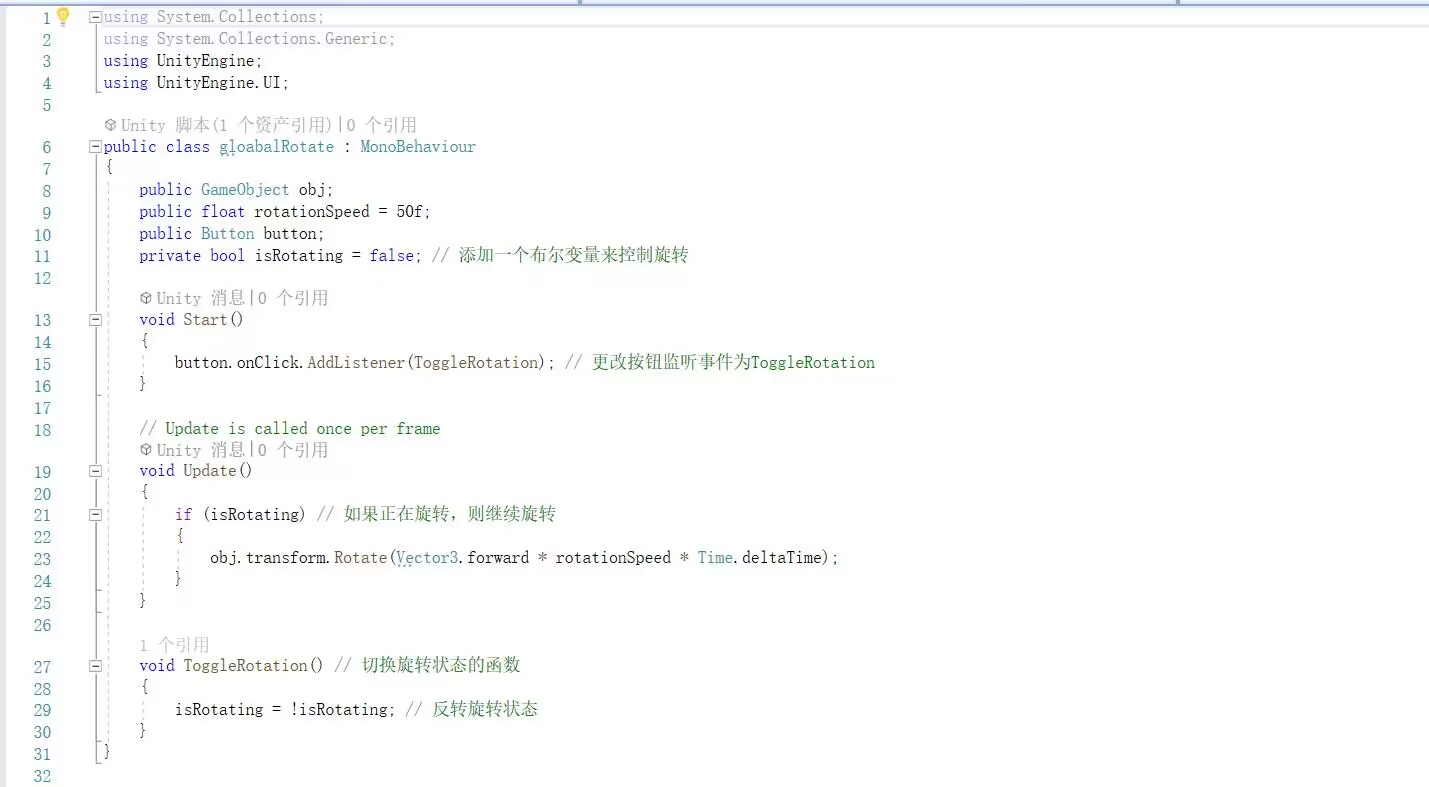 1 using System.Collections;
2 using System.Collections.Generic;
3 using UnityEngine;
4 using UnityEngine.UI;
5
Unity 脚本(1 个资产引用)|0 个引用
6 public class gloabalRotate : MonoBehaviour
7 {
8 public GameObject obj;
9 public float rotationSpeed = 50f;
10 public Button button;
11 private bool isRotating = false; // 添加一个布尔变量来控制旋转
12
Unity 消息|0 个引用
13 void Start()
14 {
15 button.onClick.AddListener(ToggleRotation); // 更改按钮监听事件为ToggleRotation
16 }
17
18 // Update is called once per frame
Unity 消息|0 个引用
19 void Update()
20 {
21 if (isRotating) // 如果正在旋转，则继续旋转
22 {
23 obj.transform.Rotate(Vector3.forward * rotationSpeed * Time.deltaTime);
24 }
25 }
26
1 个引用
27 void ToggleRotation() // 切换旋转状态的函数
28 {
29 isRotating = !isRotating; // 反转旋转状态
30 }
31 }
32